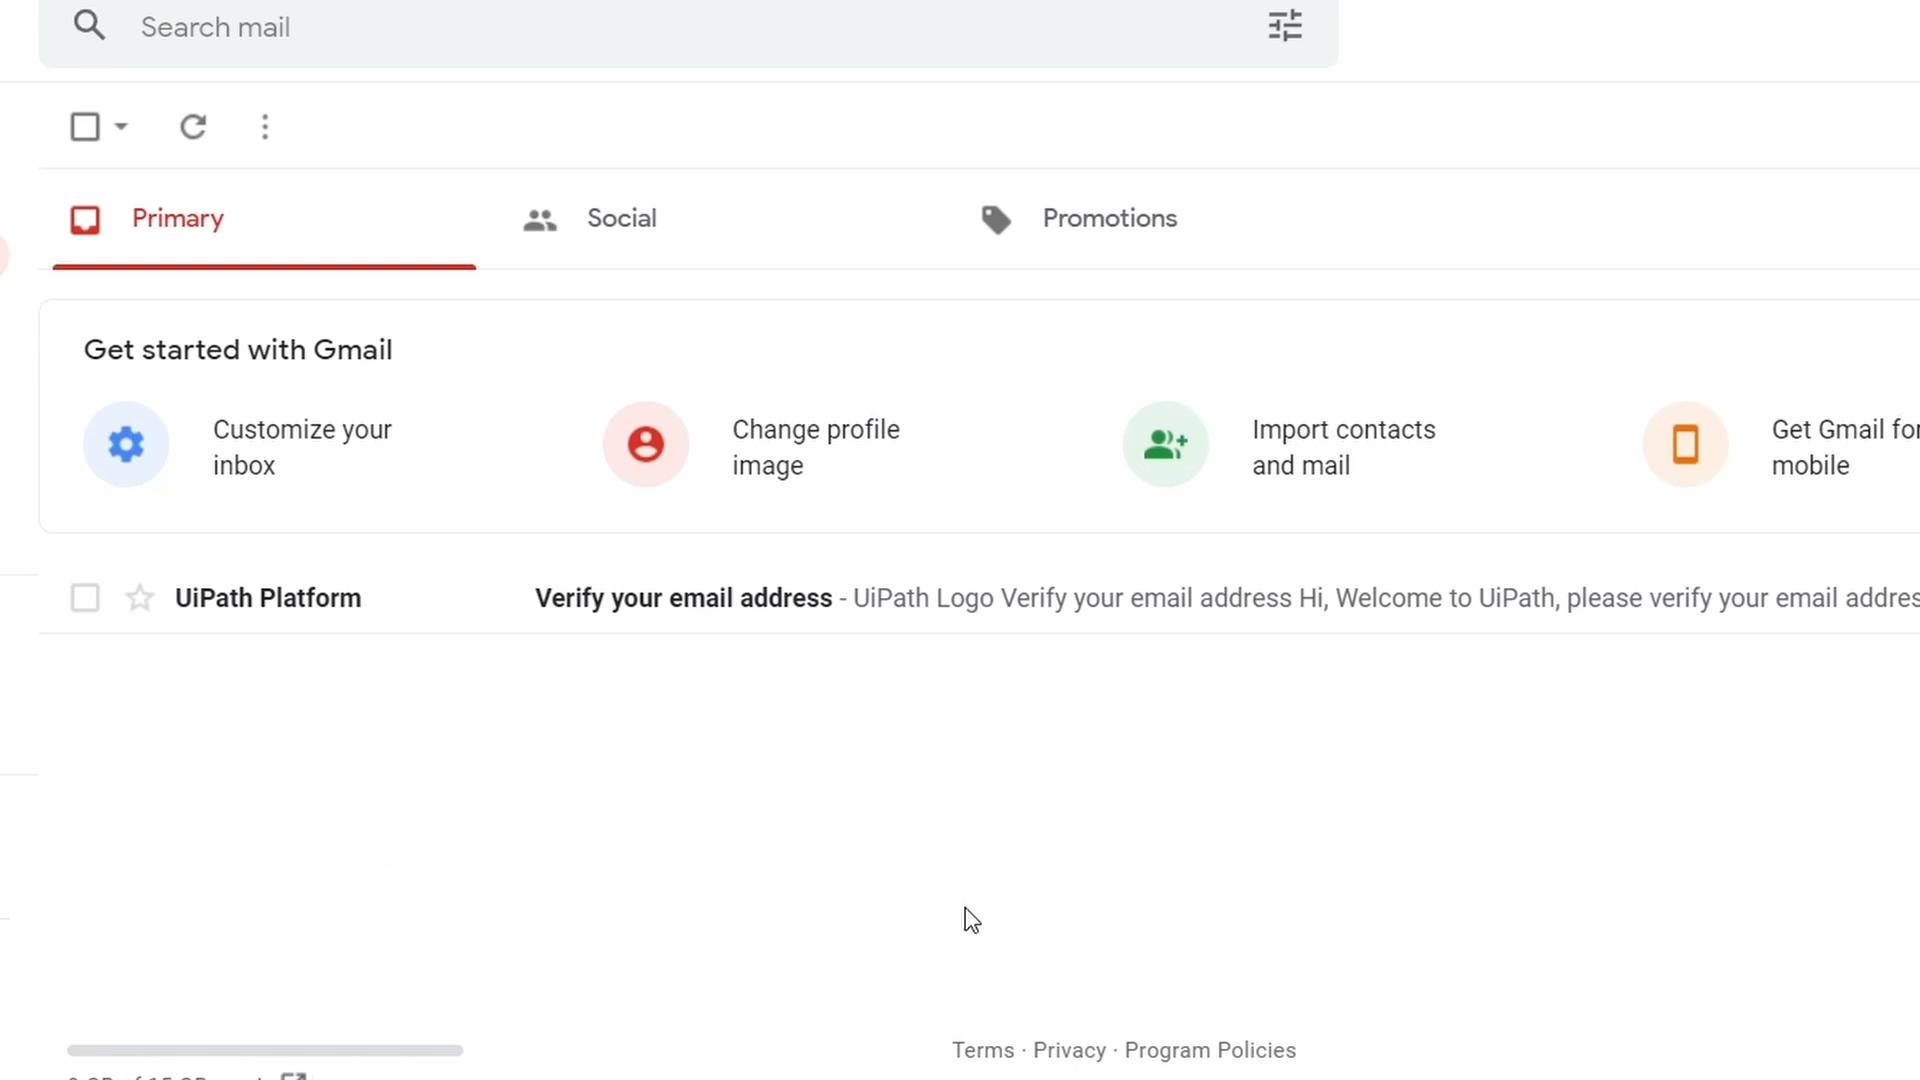 Search mail
Primary
Social
Promotions
Get started with Gmail
Customize your
inbox
Change profile
image
Import contacts
and mail
Get Gmail for
mobile
UiPath Platform
Verify your email address - UiPath Logo Verify your email address Hi, Welcome to UiPath, please verify your email addres
Terms · Privacy · Program Policies